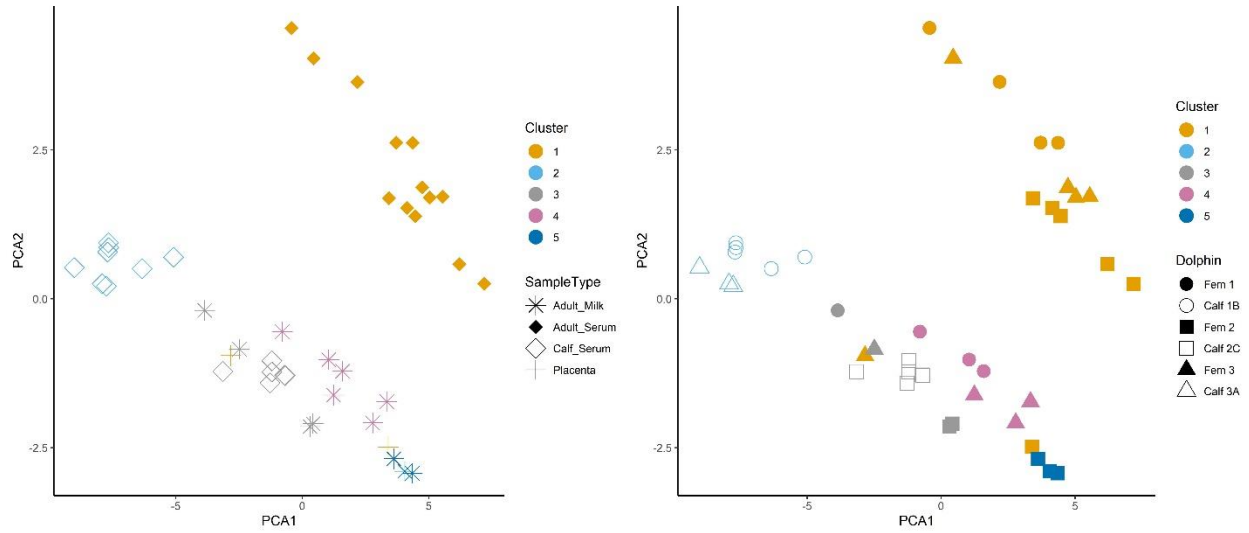 PCA2
2.5
0.0
-2.5
-5
0
5
PCA1
Cluster
1
2
3
4
5
SampleType
Adult_Milk
Adult_Serum
Calf_Serum
Placenta
PCA2
2.5
0.0
-2.5
-5
0
5
PCA1
Cluster
1
2
3
4
5
Dolphin
Fem 1
Calf 1B
Fem 2
Calf 2C
Fem 3
Calf 3A